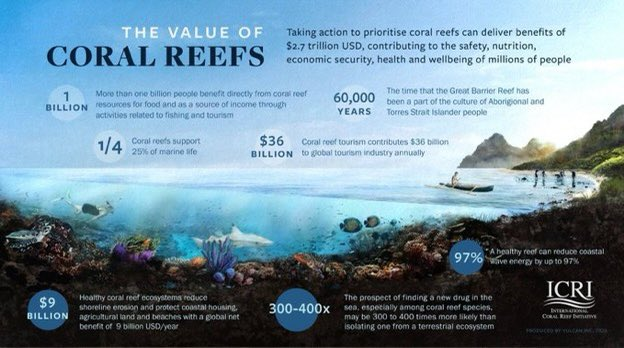 THE VALUE OF
CORAL REEFS
Taking action to prioritise coral reefs can deliver benefits of
$2.7 trillion USD, contributing to the safety, nutrition,
economic security, health and wellbeing of millions of people
1
BILLION
More than one billion people benefit directly from coral reef
resources for food and as a source of income through
activities related to fishing and tourism
60,000
YEARS
The time that the Great Barrier Reef has
been a part of the culture of Aboriginal and
Torres Strait Islander people
1/4
Coral reefs support
25% of marine life
$36
BILLION
Coral reef tourism contributes $36 billion
to global tourism industry annually
97%
A healthy reef can reduce coastal
wave energy by up to 97%
$9
BILLION
Healthy coral reef ecosystems reduce
shoreline erosion and protect coastal housing,
agricultural land and beaches with a global net
benefit of 9 billion USD/year
300-400x
The prospect of finding a new drug in the
sea, especially among coral reef species,
may be 300 to 400 times more likely than
isolating one from a terrestrial ecosystem
ICRI
INTERNATIONAL
CORAL REEF INITIATIVE
PRODUCED BY VULCAN INC.